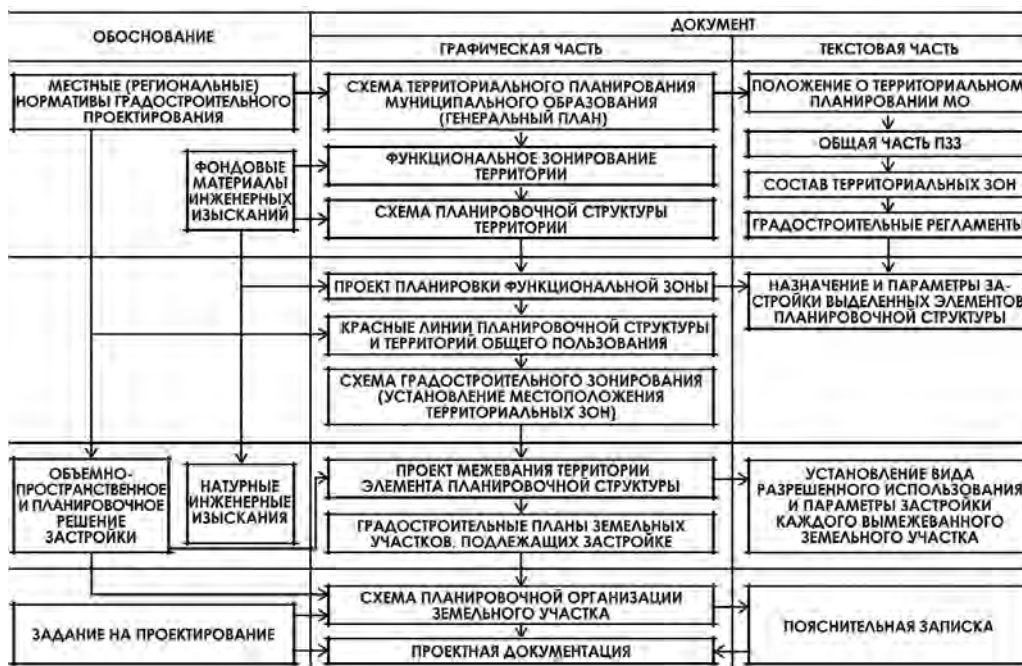 ОБОСНОВАНИЕ
ДОКУМЕНТ
ГРАФИЧЕСКАЯ ЧАСТЬ
ТЕКСТОВАЯ ЧАСТЬ
МЕСТНЫЕ (РЕГИОНАЛЬНЫЕ)
НОРМАТИВЫ ГРАДОСТРОИТЕЛЬНОГО
ПРОЕКТИРОВАНИЯ
СХЕМА ТЕРРИТОРИАЛЬНОГО ПЛАНИРОВАНИЯ
МУНИЦИПАЛЬНОГО ОБРАЗОВАНИЯ
(ГЕНЕРАЛЬНЫЙ ПЛАН)
ПОЛОЖЕНИЕ О ТЕРРИТОРИАЛЬНОМ
ПЛАНИРОВАНИИ МО
ОБЩАЯ ЧАСТЬ ПЗЗ
ФОНДОВЫЕ
МАТЕРИАЛЫ
ИНЖЕНЕРНЫХ
ИЗЫСКАНИЙ
ФУНКЦИОНАЛЬНОЕ ЗОНИРОВАНИЕ
ТЕРРИТОРИИ
СОСТАВ ТЕРРИТОРИАЛЬНЫХ ЗОН
СХЕМА ПЛАНИРОВОЧНОЙ СТРУКТУРЫ
ТЕРРИТОРИИ
ГРАДОСТРОИТЕЛЬНЫЕ РЕГЛАМЕНТЫ
ПРОЕКТ ПЛАНИРОВКИ ФУНКЦИОНАЛЬНОЙ ЗОНЫ
НАЗНАЧЕНИЕ И ПАРАМЕТРЫ ЗА-
СТРОЙКИ ВЫДЕЛЕННЫХ ЭЛЕМЕНТОВ
ПЛАНИРОВОЧНОЙ СТРУКТУРЫ
КРАСНЫЕ ЛИНИИ ПЛАНИРОВОЧНОЙ СТРУКТУРЫ
И ТЕРРИТОРИЙ ОБЩЕГО ПОЛЬЗОВАНИЯ
СХЕМА ГРАДОСТРОИТЕЛЬНОГО ЗОНИРОВАНИЯ
(УСТАНОВЛЕНИЕ МЕСТОПОЛОЖЕНИЯ
ТЕРРИТОРИАЛЬНЫХ ЗОН)
ОБЪЕМНО-
ПРОСТРАНСТВЕННОЕ
И ПЛАНИРОВОЧНОЕ
РЕШЕНИЕ
ЗАСТРОЙКИ
НАТУРНЫЕ
ИНЖЕНЕРНЫЕ
ИЗЫСКАНИЯ
ПРОЕКТ МЕЖЕВАНИЯ ТЕРРИТОРИИ
ЭЛЕМЕНТА ПЛАНИРОВОЧНОЙ СТРУКТУРЫ
ГРАДОСТРОИТЕЛЬНЫЕ ПЛАНЫ ЗЕМЕЛЬНЫХ
УЧАСТКОВ, ПОДЛЕЖАЩИХ ЗАСТРОЙКЕ
УСТАНОВЛЕНИЕ ВИДА
РАЗРЕШЕННОГО ИСПОЛЬЗОВАНИЯ
И ПАРАМЕТРЫ ЗАСТРОЙКИ
КАЖДОГО ВЫМЕЖЕВАННОГО
ЗЕМЕЛЬНОГО УЧАСТКА
СХЕМА ПЛАНИРОВОЧНОЙ ОРГАНИЗАЦИИ
ЗЕМЕЛЬНОГО УЧАСТКА
ЗАДАНИЕ НА ПРОЕКТИРОВАНИЕ
ПОЯСНИТЕЛЬНАЯ ЗАПИСКА
ПРОЕКТНАЯ ДОКУМЕНТАЦИЯ